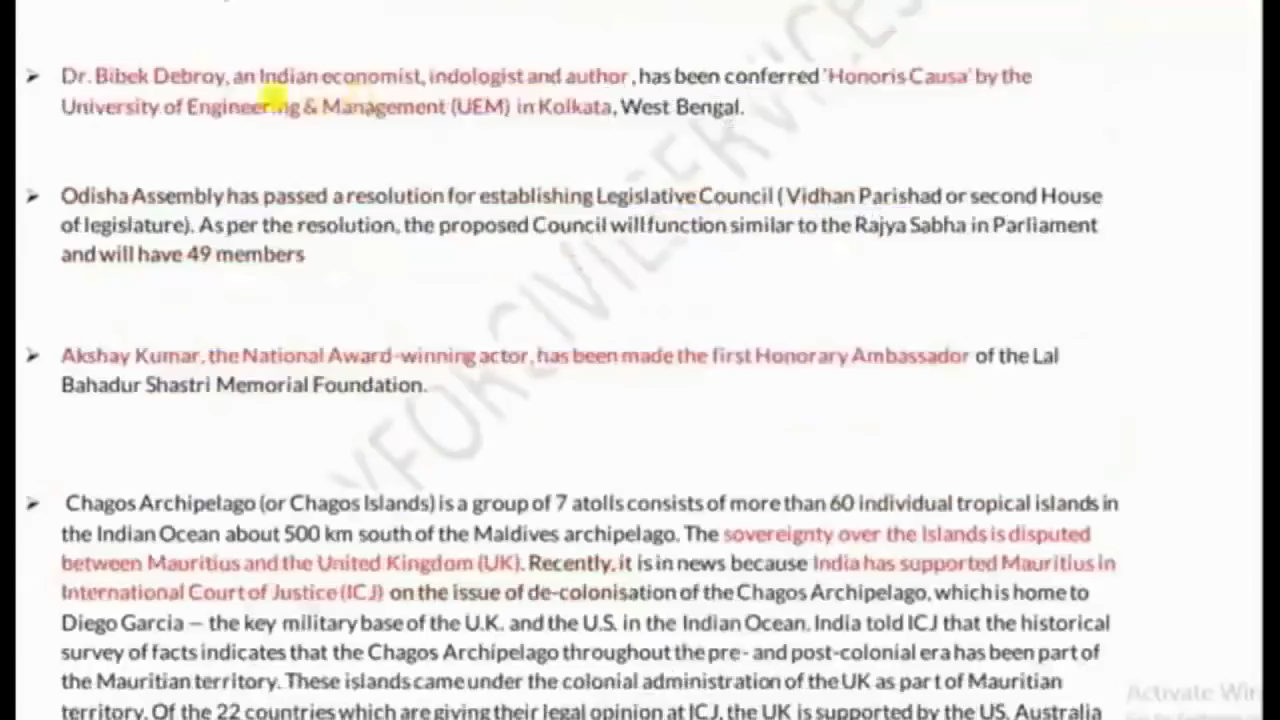 ➢ Dr. Bibek Debroy, an Indian economist, indologist and author, has been conferred 'Honoris Causa' by the
University of Engineering & Management (UEM) in Kolkata, West Bengal.
➢ Odisha Assembly has passed a resolution for establishing Legislative Council (Vidhan Parishad or second House
of legislature). As per the resolution, the proposed Council will function similar to the Rajya Sabha in Parliament
and will have 49 members
➢ Akshay Kumar, the National Award-winning actor, has been made the first Honorary Ambassador of the Lal
Bahadur Shastri Memorial Foundation.
➢ Chagos Archipelago (or Chagos Islands) is a group of 7 atolls consists of more than 60 individual tropical islands in
the Indian Ocean about 500 km south of the Maldives archipelago. The sovereignty over the Islands is disputed
between Mauritius and the United Kingdom (UK). Recently, it is in news because India has supported Mauritius in
International Court of Justice (ICJ) on the issue of de-colonisation of the Chagos Archipelago, which is home to
Diego Garcia — the key military base of the U.K. and the U.S. in the Indian Ocean. India told ICJ that the historical
survey of facts indicates that the Chagos Archipelago throughout the pre- and post-colonial era has been part of
the Mauritian territory. These islands came under the colonial administration of the UK as part of Mauritian
territory. Of the 22 countries which are giving their legal opinion at ICJ, the UK is supported by the US, Australia
YFORCIVILSERVICES
Activate Win